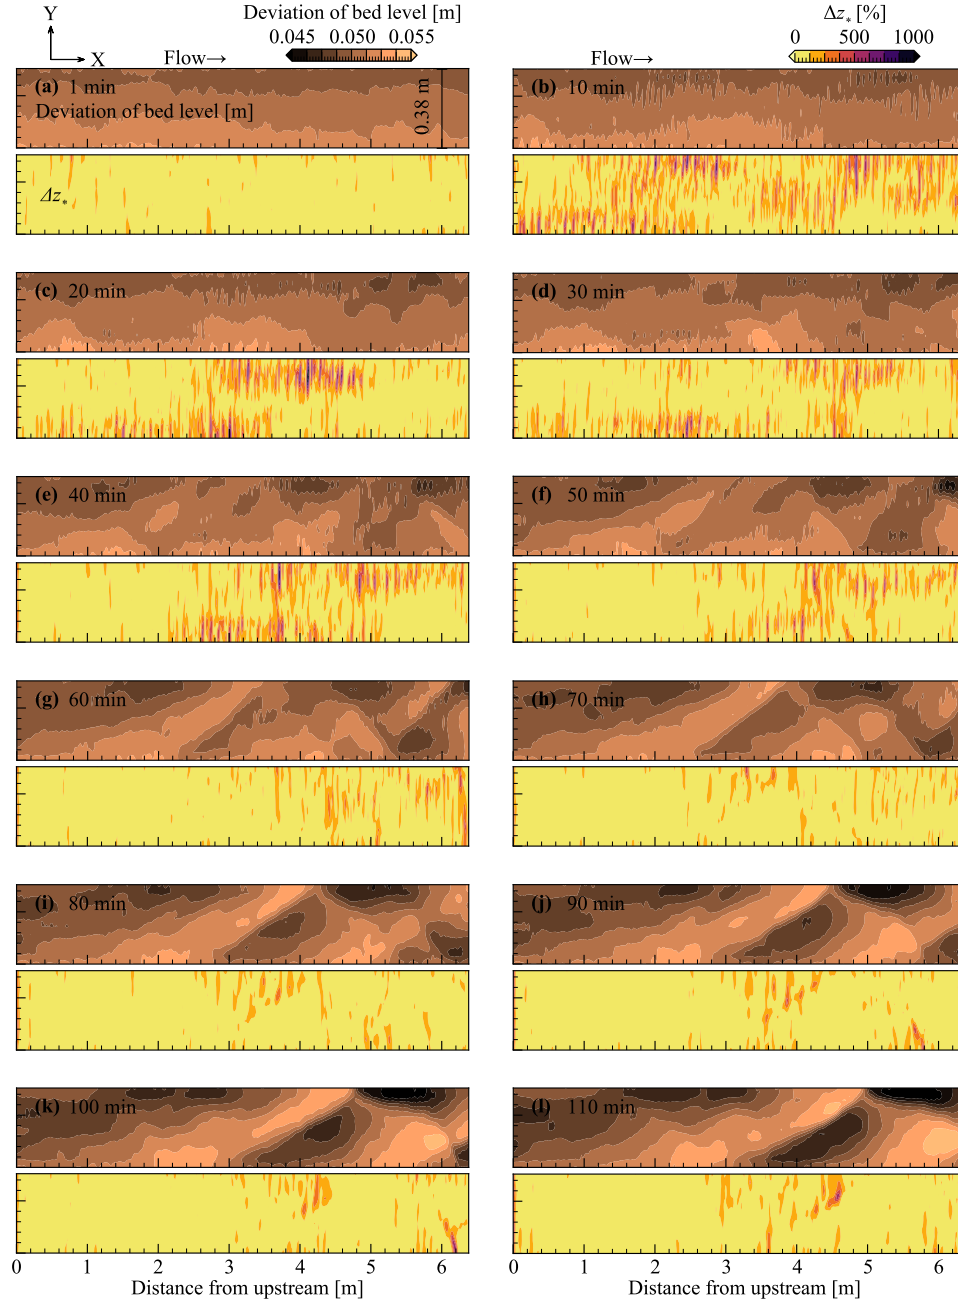 Y
X
Deviation of bed level [m]
0.045 0.050 0.055
Flow→
Δz* [%]
0 500 1000
Flow→
(a) 1 min
Deviation of bed level [m]
0.38 m
Δz*
(b) 10 min
(c) 20 min
(d) 30 min
(e) 40 min
(f) 50 min
(g) 60 min
(h) 70 min
(i) 80 min
(j) 90 min
(k) 100 min
(l) 110 min
0 1 2 3 4 5 6
Distance from upstream [m]
0 1 2 3 4 5 6
Distance from upstream [m]